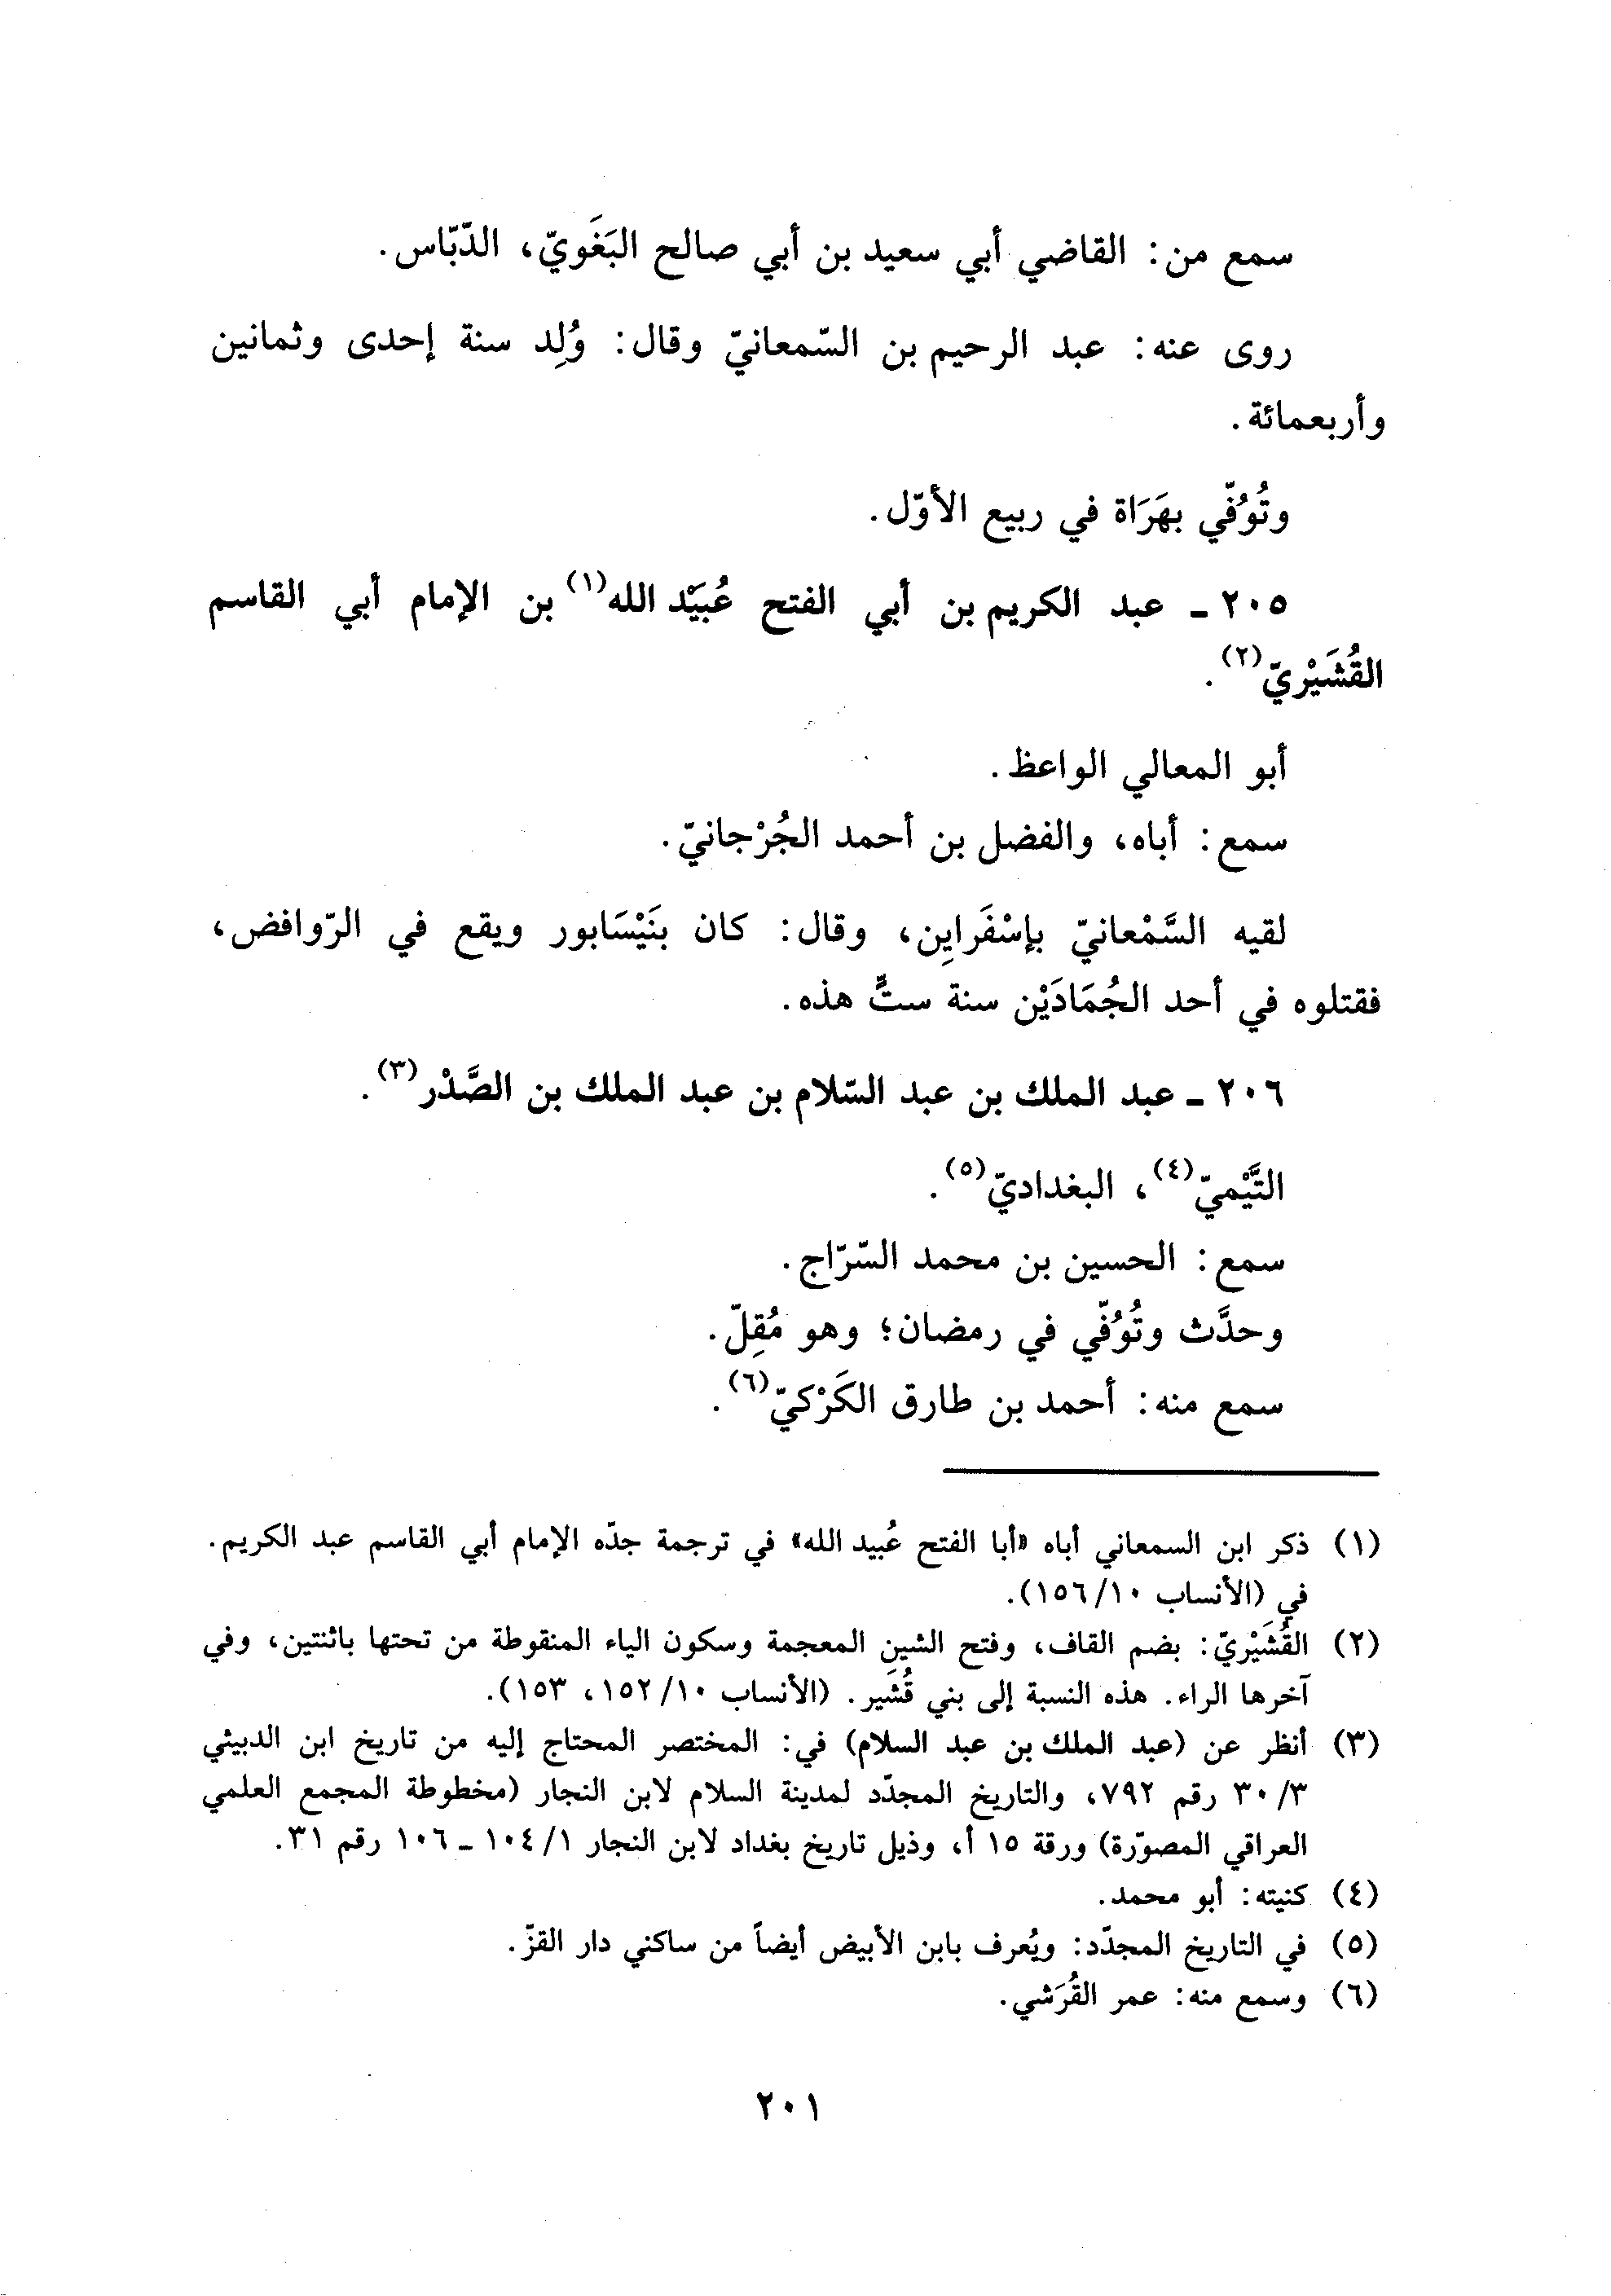 سمع من: القاضي أبي سعيد بن أبي صالح البَغَويّ، الدّبّاس.
روى عنه: عبد الرحيم بن السّمعانيّ وقال: وُلِد سنة إحدى وثمانين
وأربعمائة.
وتُوُفّي بهَرَاة في ربيع الأوّل.
٢٠٥ ـ عبد الكريم بن أبي الفتح عُبَيْد الله(١) بن الإمام أبي القاسم
القُشَيْريّ(٢).
أبو المعالي الواعظ.
سمع: أباه، والفضل بن أحمد الجُرْجانيّ.
لقيه السَّمْعانيّ بإسْفَرايِن، وقال: كان بنَيْسَابور ويقع في الرّوافض،
فقتلوه في أحد الجُمَادَيْن سنة ستٍّ هذه.
٢٠٦ ـ عبد الملك بن عبد السّلام بن عبد الملك بن الصَّدْر(٣).
التَّيْميّ(٤)، البغداديّ(٥).
سمع: الحسين بن محمد السّرّاج.
وحدَّث وتُوُفّي في رمضان؛ وهو مُقِلّ.
سمع منه: أحمد بن طارق الكَرْكيّ(٦).
(١) ذكر ابن السمعاني أباه «أبا الفتح عُبيد الله» في ترجمة جدّه الإمام أبي القاسم عبد الكريم.
في (الأنساب ١٠/١٥٦).
(٢) القُشَيْريّ: بضم القاف، وفتح الشين المعجمة وسكون الياء المنقوطة من تحتها باثنتين، وفي
آخرها الراء. هذه النسبة إلى بني قُشَير. (الأنساب ١٠/١٥٢، ١٥٣).
(٣) أنظر عن (عبد الملك بن عبد السلام) في: المختصر المحتاج إليه من تاريخ ابن الدبيثي
٣/٣٠ رقم ٧٩٢، والتاريخ المجدّد لمدينة السلام لابن النجار (مخطوطة المجمع العلمي
العراقي المصوّرة) ورقة ١٥ أ، وذيل تاريخ بغداد لابن النجار ١/١٠٤ ـ ١٠٦ رقم ٣١.
(٤) كنيته: أبو محمد.
(٥) في التاريخ المجدّد: ويُعرف بابن الأبيض أيضاً من ساكني دار القزّ.
(٦) وسمع منه: عمر القُرَشي.
٢٠١